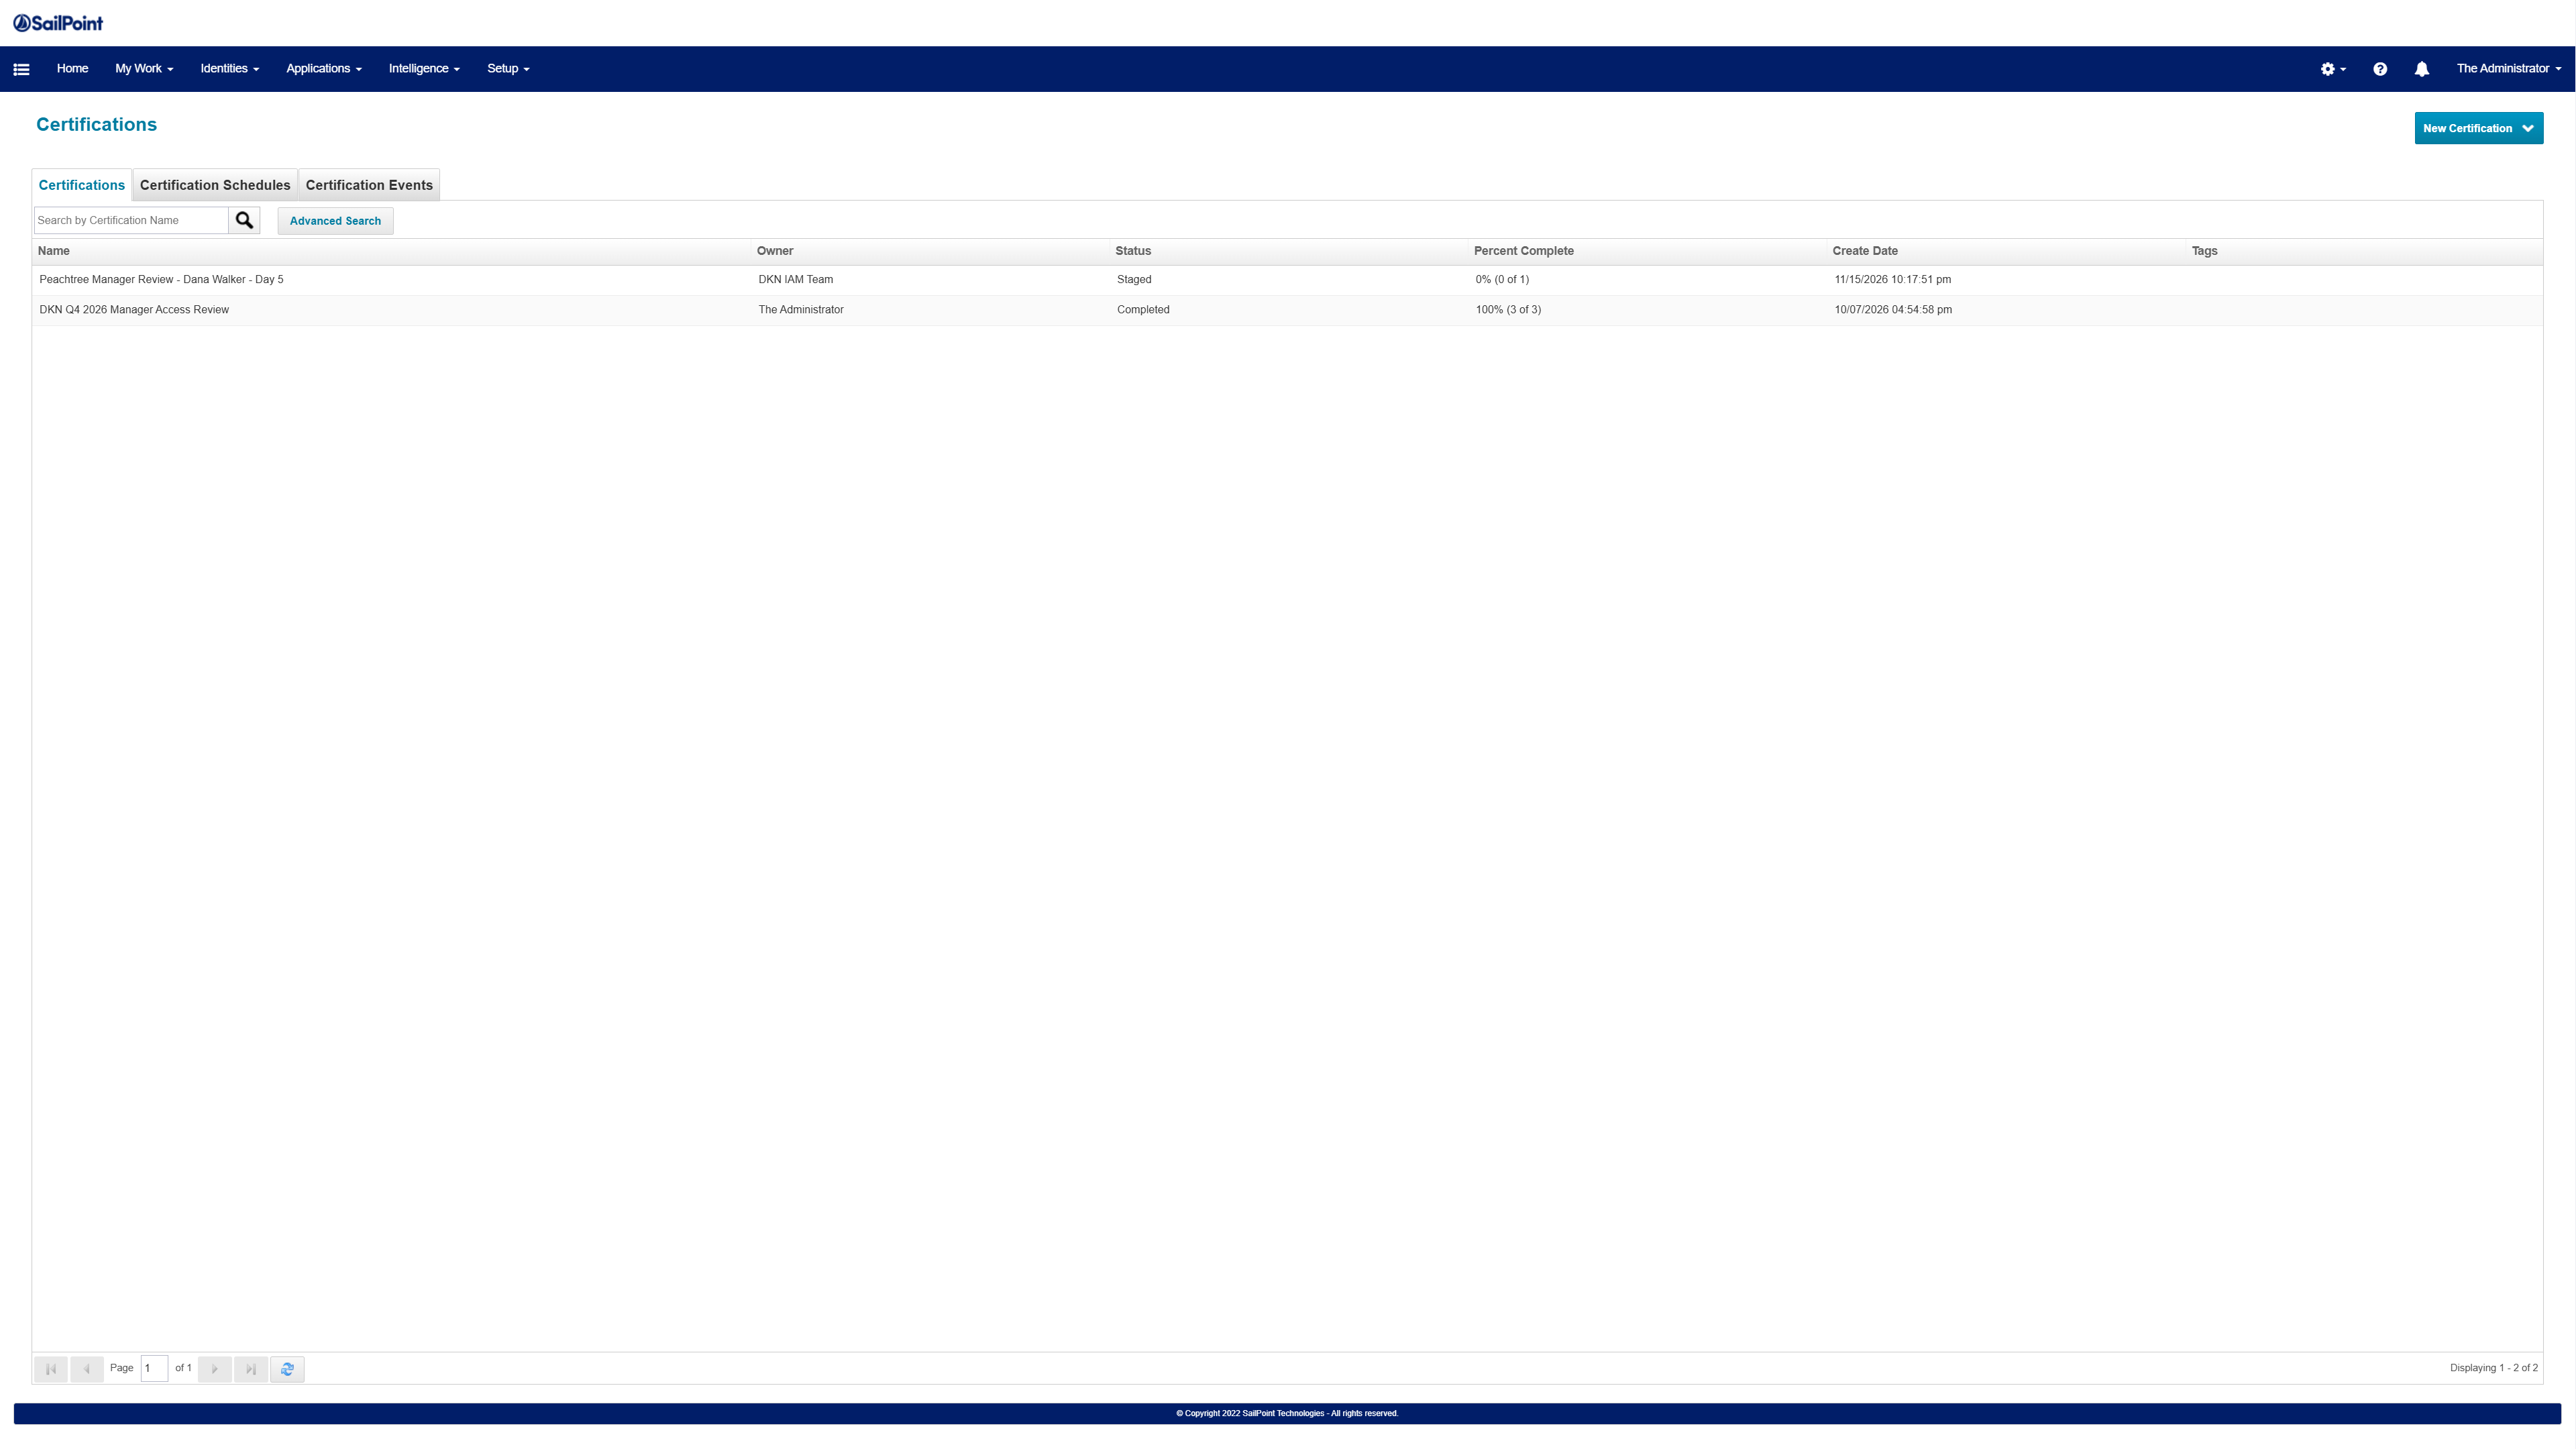 SailPoint
Home My Work Identities Applications Intelligence Setup The Administrator
Certifications
New Certification
Certifications Certification Schedules Certification Events
Search by Certification Name Advanced Search
Name Owner Status Percent Complete Create Date Tags
Peachtree Manager Review - Dana Walker - Day 5 DKN IAM Team Staged 0% (0 of 1) 11/15/2026 10:17:51 pm
DKN Q4 2026 Manager Access Review The Administrator Completed 100% (3 of 3) 10/07/2026 04:54:58 pm
Page 1 of 1 Displaying 1 - 2 of 2
© Copyright 2022 SailPoint Technologies - All rights reserved.